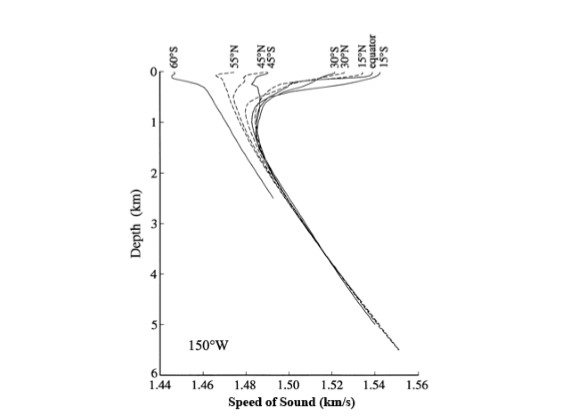 60°S
55°N
45°N
45°S
30°S
30°N
15°N
equator
15°S
0
1
2
3
4
5
6
Depth (km)
150°W
1.44 1.46 1.48 1.50 1.52 1.54 1.56
Speed of Sound (km/s)